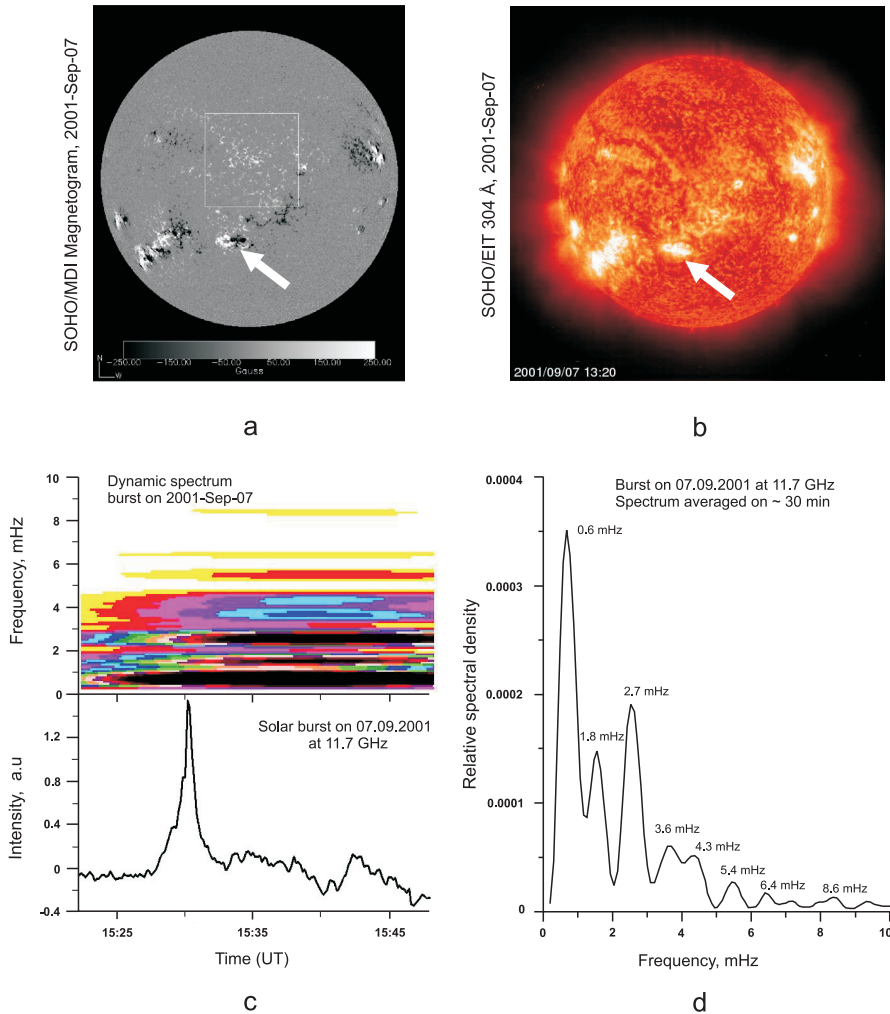 SOHO/MDI Magnetogram, 2001-Sep-07
-250.00 -150.00 -50.00 50.00 150.00 250.00
Gauss
N
W
a
SOHO/EIT 304 Å, 2001-Sep-07
2001/09/07 13:20
b
Dynamic spectrum
burst on 2001-Sep-07
Frequency, mHz
10
8
6
4
2
0
Solar burst on 07.09.2001
at 11.7 GHz
Intensity, a.u
1.2
0.8
0.4
0
-0.4
15:25 15:35 15:45
Time (UT)
c
Burst on 07.09.2001 at 11.7 GHz
Spectrum averaged on ~ 30 min
Relative spectral density
0.0004
0.0003
0.0002
0.0001
0
0.6 mHz
1.8 mHz
2.7 mHz
3.6 mHz
4.3 mHz
5.4 mHz
6.4 mHz
8.6 mHz
0 2 4 6 8 10
Frequency, mHz
d